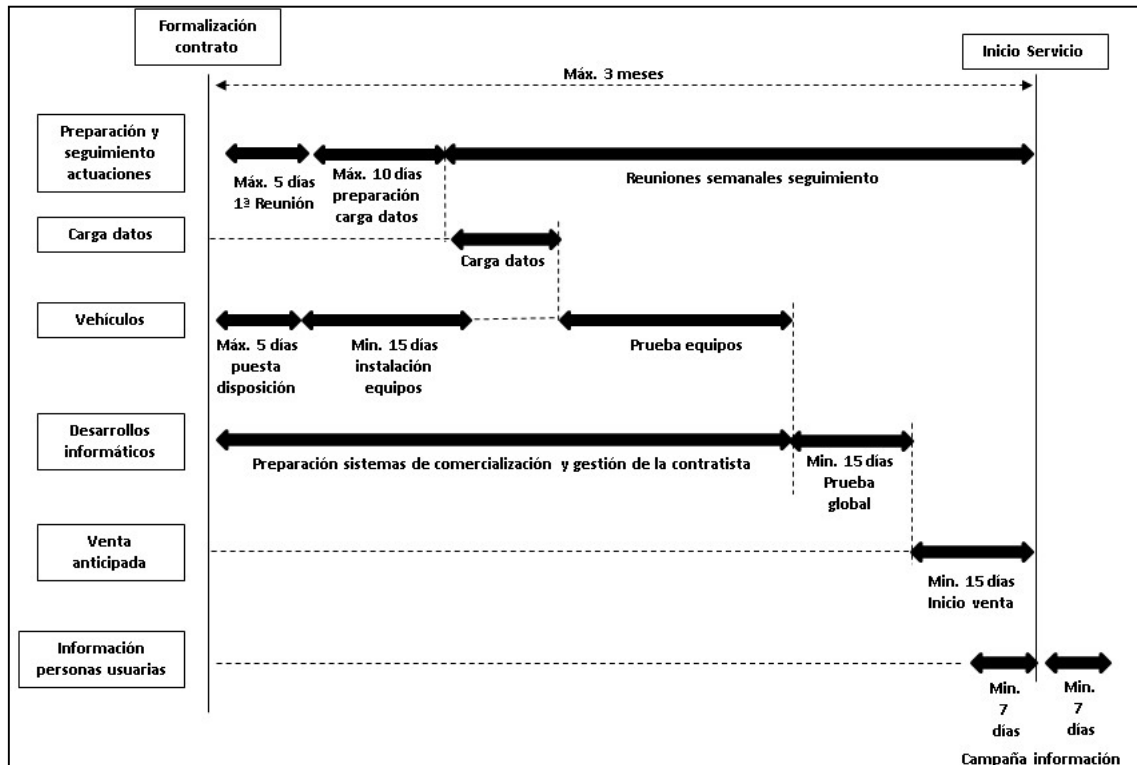 Formalización
contrato
Inicio Servicio
Máx. 3 meses
Preparación y
seguimiento
actuaciones
Máx. 5 días
1ª Reunión
Máx. 10 días
preparación
carga datos
Reuniones semanales seguimiento
Carga datos
Carga datos
Vehículos
Máx. 5 días
puesta
disposición
Min. 15 días
instalación
equipos
Prueba equipos
Desarrollos
informáticos
Preparación sistemas de comercialización y gestión de la contratista
Min. 15 días
Prueba
global
Venta
anticipada
Min. 15 días
Inicio venta
Información
personas usuarias
Min.
7
días
Min.
7
días
Campaña información